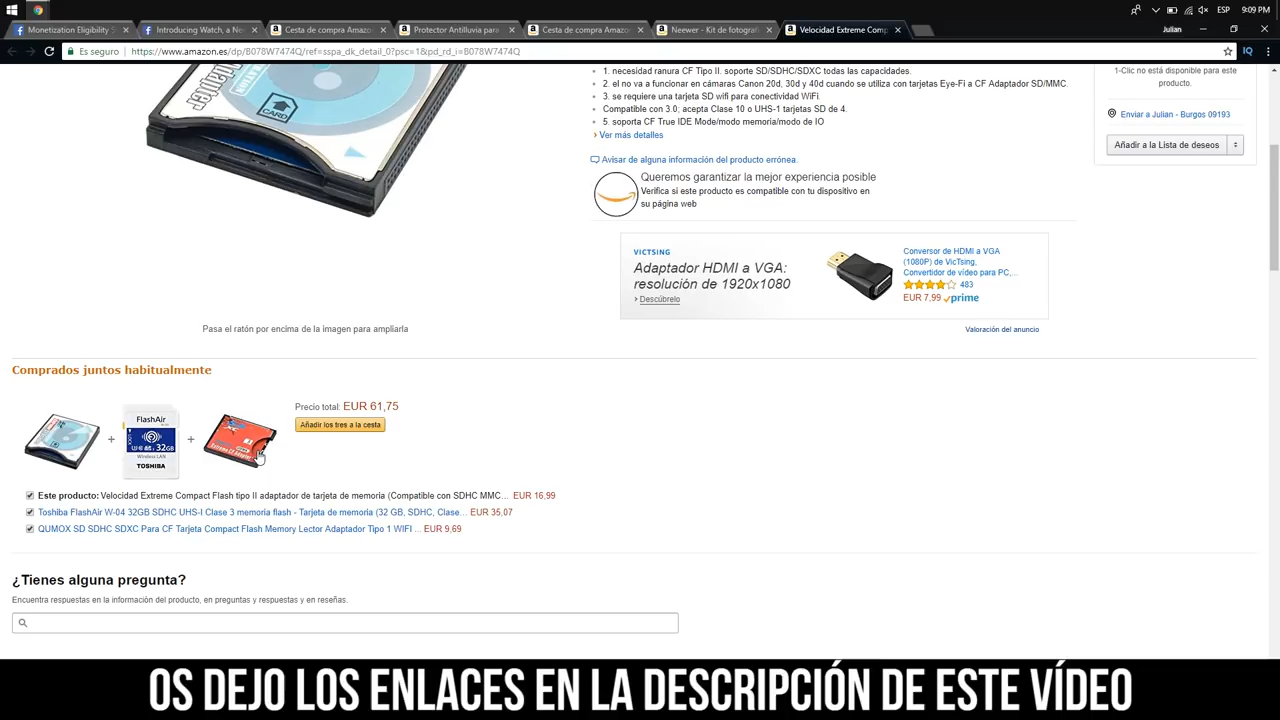 ESP 9:09 PM
Monetization Eligibility S
Introducing Watch, a Ne
Cesta de compra Amazo
Protector Antilluvia para
Cesta de compra Amazo
Neewer - Kit de fotografi
Velocidad Extreme Comp
Julian
Es seguro | https://www.amazon.es/dp/B078W7474Q/ref=sspa_dk_detail_0?psc=1&pd_rd_i=B078W7474Q
IQ
Adapter
CARD
1. necesidad ranura CF Tipo II. soporte SD/SDHC/SDXC todas las capacidades.
2. el no va a funcionar en cámaras Canon 20d, 30d y 40d cuando se utiliza con tarjetas Eye-Fi a CF Adaptador SD/MMC.
3. se requiere una tarjeta SD wifi para conectividad WiFi.
Compatible con 3.0; acepta Clase 10 o UHS-1 tarjetas SD de 4.
5. soporta CF True IDE Mode/modo memoria/modo de IO
› Ver más detalles
Avisar de alguna información del producto errónea.
Queremos garantizar la mejor experiencia posible
Verifica si este producto es compatible con tu dispositivo en
su página web
1-Clic no está disponible para este
producto.
Enviar a Julian - Burgos 09193
Añadir a la Lista de deseos
VICTSING
Adaptador HDMI a VGA:
resolución de 1920x1080
› Descúbrelo
Conversor de HDMI a VGA
(1080P) de VicTsing,
Convertidor de vídeo para PC,...
483
EUR 7,99 prime
Valoración del anuncio
Pasa el ratón por encima de la imagen para ampliarla
Comprados juntos habitualmente
FlashAir
32GB
Wireless LAN
TOSHIBA
+
+
Precio total: EUR 61,75
Añadir los tres a la cesta
Este producto: Velocidad Extreme Compact Flash tipo II adaptador de tarjeta de memoria (Compatible con SDHC MMC... EUR 16,99
Toshiba FlashAir W-04 32GB SDHC UHS-I Clase 3 memoria flash - Tarjeta de memoria (32 GB, SDHC, Clase... EUR 35,07
QUMOX SD SDHC SDXC Para CF Tarjeta Compact Flash Memory Lector Adaptador Tipo 1 WIFI ... EUR 9,69
¿Tienes alguna pregunta?
Encuentra respuestas en la información del producto, en preguntas y respuestas y en reseñas.
OS DEJO LOS ENLACES EN LA DESCRIPCIÓN DE ESTE VÍDEO